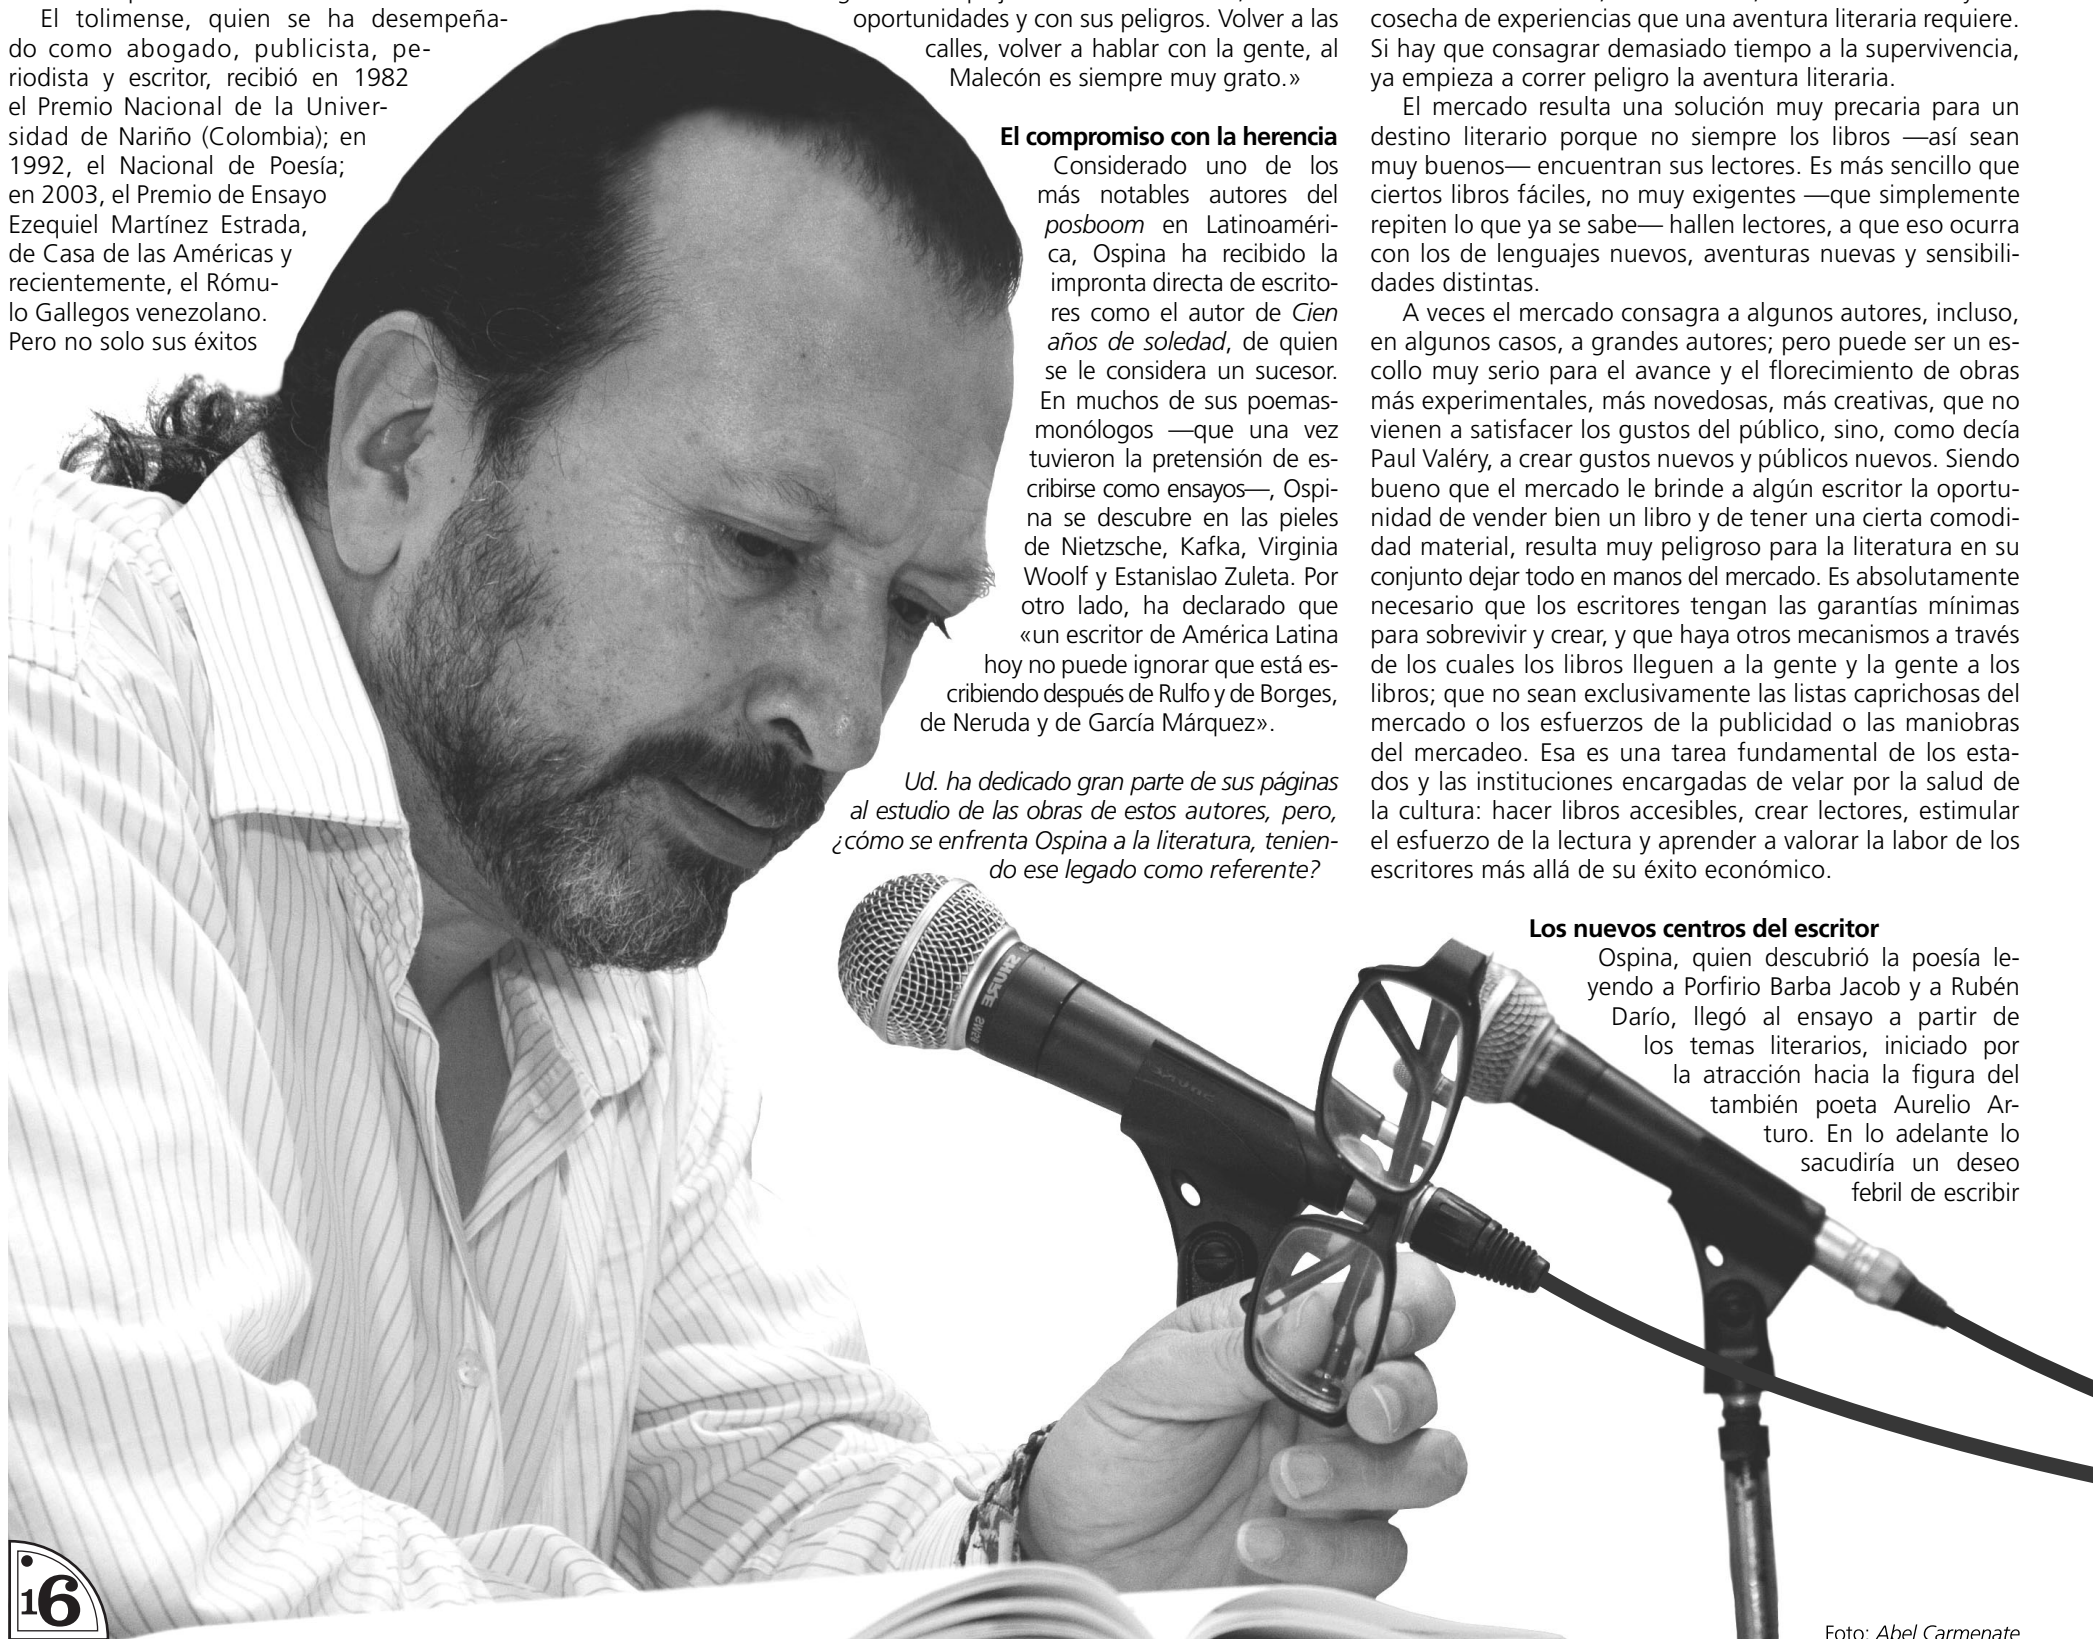 El tolimense, quien se ha desempeña-
do como abogado, publicista, pe-
riodista y escritor, recibió en 1982
el Premio Nacional de la Univer-
sidad de Nariño (Colombia); en
1992, el Nacional de Poesía;
en 2003, el Premio de Ensayo
Ezequiel Martínez Estrada,
de Casa de las Américas y
recientemente, el Rómu-
lo Gallegos venezolano.
Pero no solo sus éxitos
oportunidades y con sus peligros. Volver a las
calles, volver a hablar con la gente, al
Malecón es siempre muy grato.»
El compromiso con la herencia
Considerado uno de los
más notables autores del
posboom en Latinoaméri-
ca, Ospina ha recibido la
impronta directa de escrito-
res como el autor de Cien
años de soledad, de quien
se le considera un sucesor.
En muchos de sus poemas-
monólogos —que una vez
tuvieron la pretensión de es-
cribirse como ensayos—, Ospi-
na se descubre en las pieles
de Nietzsche, Kafka, Virginia
Woolf y Estanislao Zuleta. Por
otro lado, ha declarado que
«un escritor de América Latina
hoy no puede ignorar que está es-
cribiendo después de Rulfo y de Borges,
de Neruda y de García Márquez».
Ud. ha dedicado gran parte de sus páginas
al estudio de las obras de estos autores, pero,
¿cómo se enfrenta Ospina a la literatura, tenien-
do ese legado como referente?
cosecha de experiencias que una aventura literaria requiere.
Si hay que consagrar demasiado tiempo a la supervivencia,
ya empieza a correr peligro la aventura literaria.
El mercado resulta una solución muy precaria para un
destino literario porque no siempre los libros —así sean
muy buenos— encuentran sus lectores. Es más sencillo que
ciertos libros fáciles, no muy exigentes —que simplemente
repiten lo que ya se sabe— hallen lectores, a que eso ocurra
con los de lenguajes nuevos, aventuras nuevas y sensibili-
dades distintas.
A veces el mercado consagra a algunos autores, incluso,
en algunos casos, a grandes autores; pero puede ser un es-
collo muy serio para el avance y el florecimiento de obras
más experimentales, más novedosas, más creativas, que no
vienen a satisfacer los gustos del público, sino, como decía
Paul Valéry, a crear gustos nuevos y públicos nuevos. Siendo
bueno que el mercado le brinde a algún escritor la oportu-
nidad de vender bien un libro y de tener una cierta comodi-
dad material, resulta muy peligroso para la literatura en su
conjunto dejar todo en manos del mercado. Es absolutamente
necesario que los escritores tengan las garantías mínimas
para sobrevivir y crear, y que haya otros mecanismos a través
de los cuales los libros lleguen a la gente y la gente a los
libros; que no sean exclusivamente las listas caprichosas del
mercado o los esfuerzos de la publicidad o las maniobras
del mercadeo. Esa es una tarea fundamental de los esta-
dos y las instituciones encargadas de velar por la salud de
la cultura: hacer libros accesibles, crear lectores, estimular
el esfuerzo de la lectura y aprender a valorar la labor de los
escritores más allá de su éxito económico.
Los nuevos centros del escritor
Ospina, quien descubrió la poesía le-
yendo a Porfirio Barba Jacob y a Rubén
Darío, llegó al ensayo a partir de
los temas literarios, iniciado por
la atracción hacia la figura del
también poeta Aurelio Ar-
turo. En lo adelante lo
sacudiría un deseo
febril de escribir
SHURE
SM58
16
Foto: Abel Carmenate